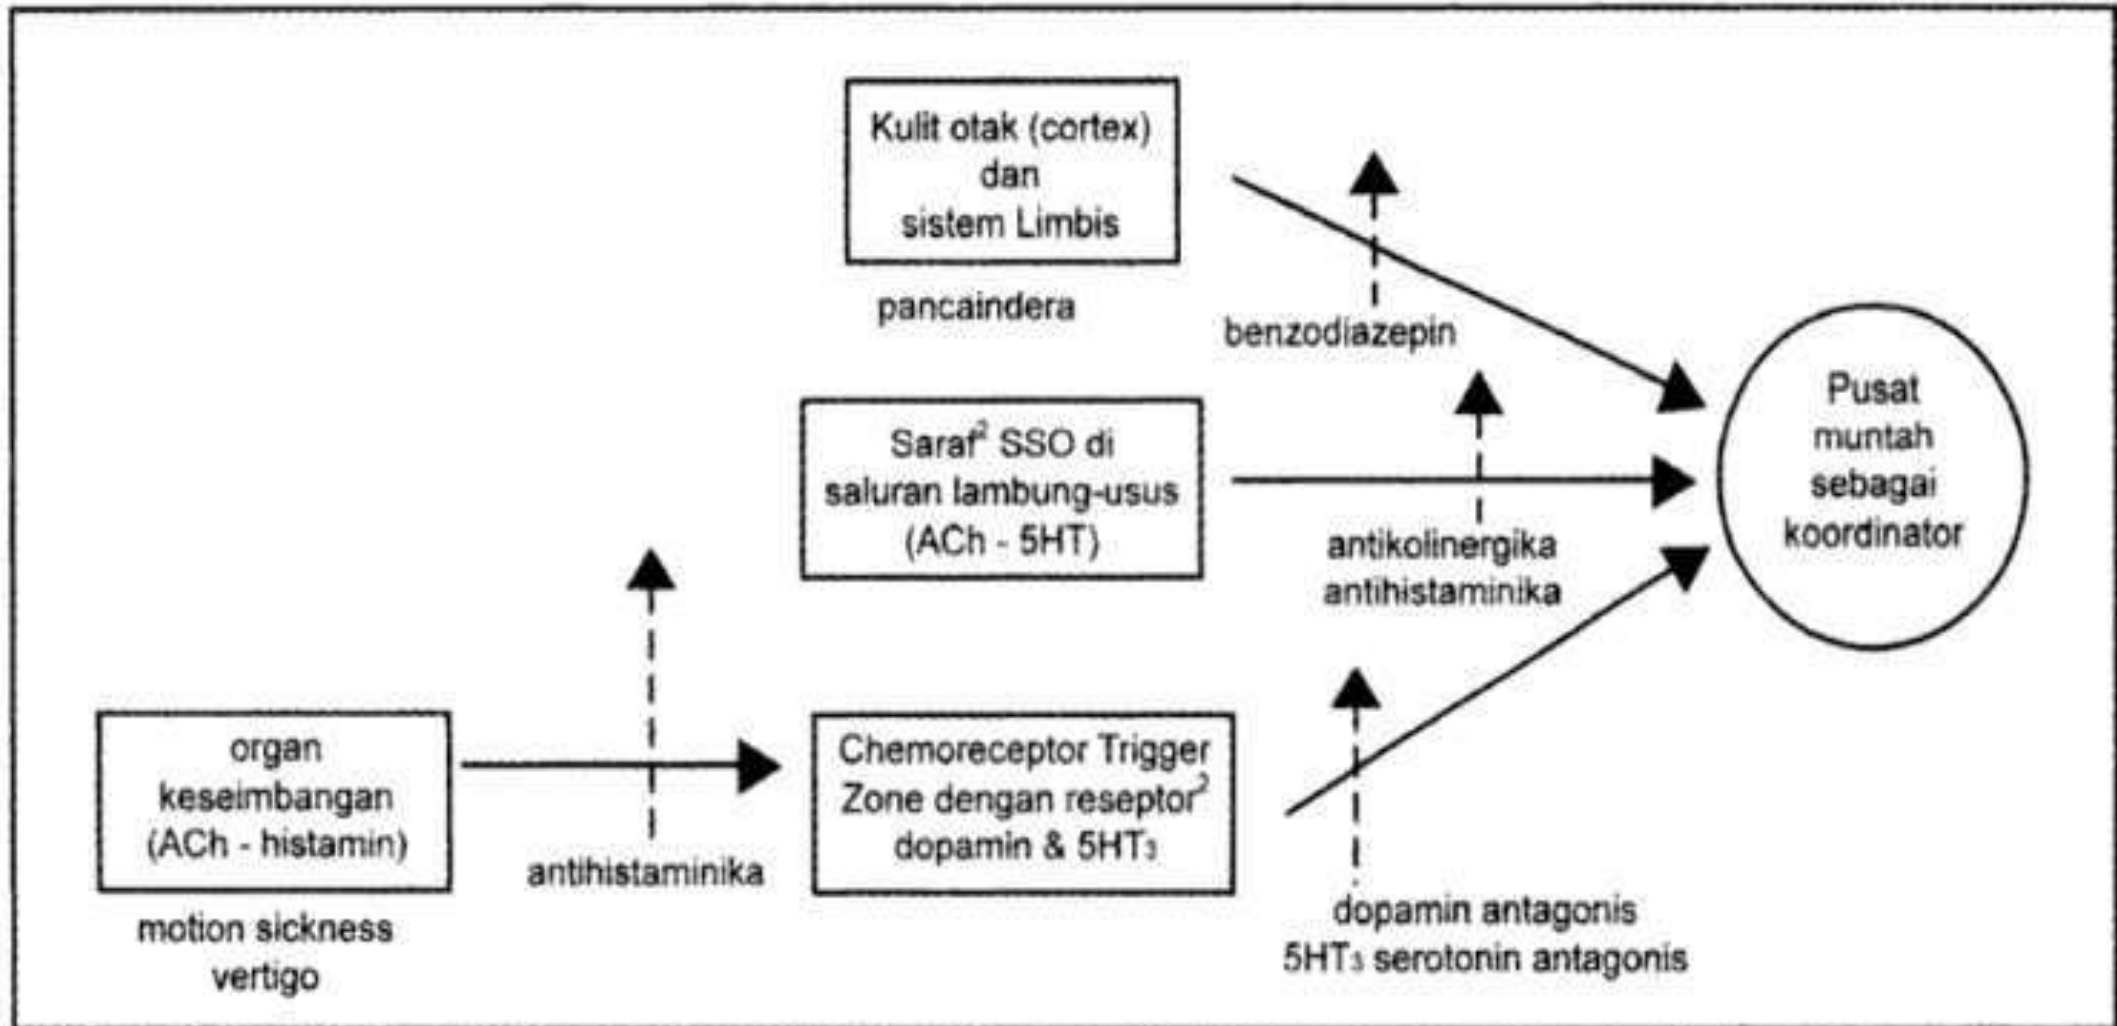 Kulit otak (cortex)
dan
sistem Limbis
pancaindera
benzodiazepin
Saraf² SSO di
saluran lambung-usus
(ACh - 5HT)
antikolinergika
antihistaminika
Pusat
muntah
sebagai
koordinator
organ
keseimbangan
(ACh - histamin)
motion sickness
vertigo
antihistaminika
Chemoreceptor Trigger
Zone dengan reseptor²
dopamin & 5HT₃
dopamin antagonis
5HT₃ serotonin antagonis